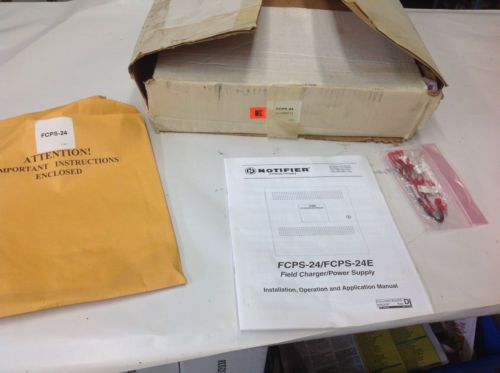 FCPS-24
ATTENTION!
IMPORTANT INSTRUCTIONS
ENCLOSED
FCPS-24
NOTIFIER
FCPS-24/FCPS-24E
Field Charger/Power Supply
Installation, Operation and Application Manual